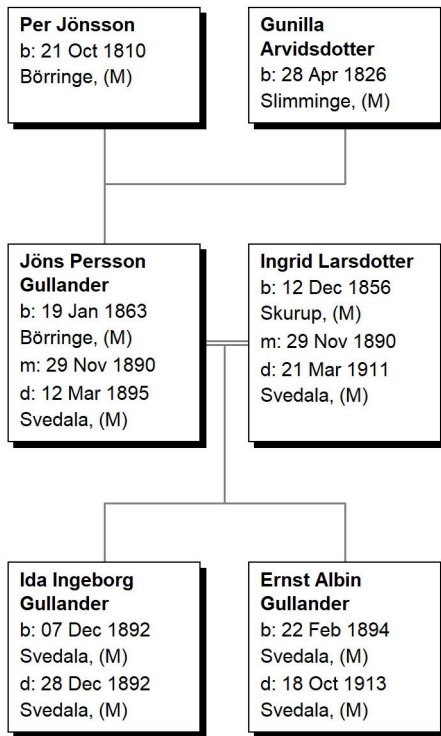 Per Jönsson
b: 21 Oct 1810
Börringe, (M)
Gunilla
Arvidsdotter
b: 28 Apr 1826
Slimminge, (M)
Jöns Persson
Gullander
b: 19 Jan 1863
Börringe, (M)
m: 29 Nov 1890
d: 12 Mar 1895
Svedala, (M)
Ingrid Larsdotter
b: 12 Dec 1856
Skurup, (M)
m: 29 Nov 1890
d: 21 Mar 1911
Svedala, (M)
Ida Ingeborg
Gullander
b: 07 Dec 1892
Svedala, (M)
d: 28 Dec 1892
Svedala, (M)
Ernst Albin
Gullander
b: 22 Feb 1894
Svedala, (M)
d: 18 Oct 1913
Svedala, (M)